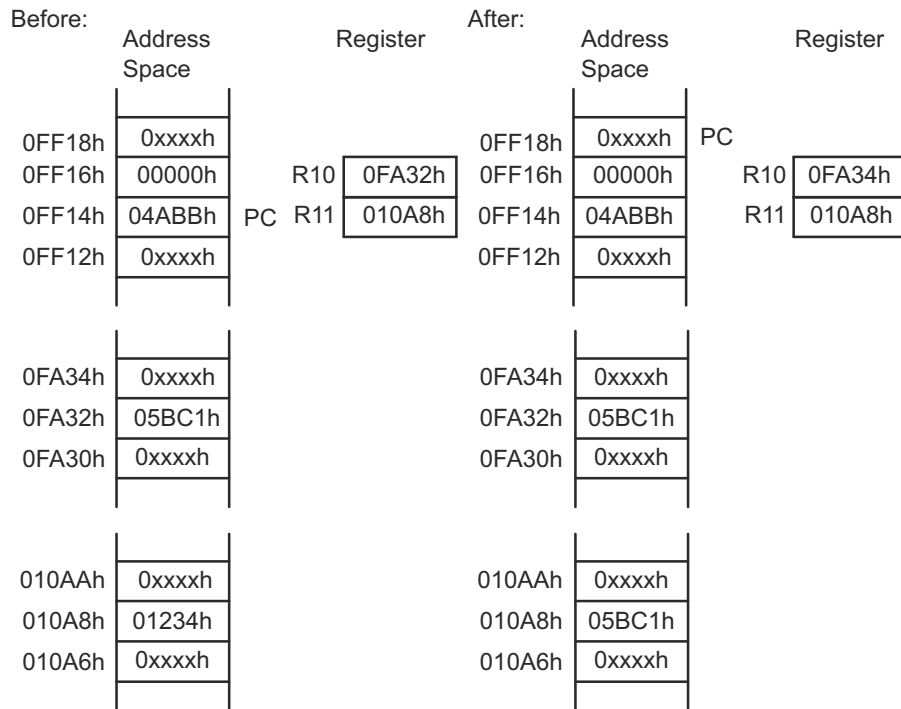 Before:
Address Space
Register
0FF18h 0xxxxh
0FF16h 00000h R10 0FA32h
0FF14h 04ABBh PC R11 010A8h
0FF12h 0xxxxh
0FA34h 0xxxxh
0FA32h 05BC1h
0FA30h 0xxxxh
010AAh 0xxxxh
010A8h 01234h
010A6h 0xxxxh
After:
Address Space
Register
0FF18h 0xxxxh PC
0FF16h 00000h R10 0FA34h
0FF14h 04ABBh R11 010A8h
0FF12h 0xxxxh
0FA34h 0xxxxh
0FA32h 05BC1h
0FA30h 0xxxxh
010AAh 0xxxxh
010A8h 05BC1h
010A6h 0xxxxh